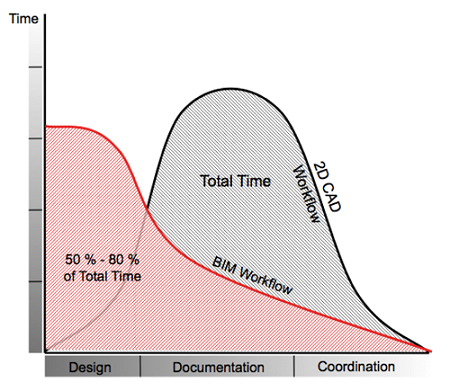 Time
Total Time
2D CAD
Workflow
50 % - 80 %
of Total Time
BIM Workflow
Design
Documentation
Coordination